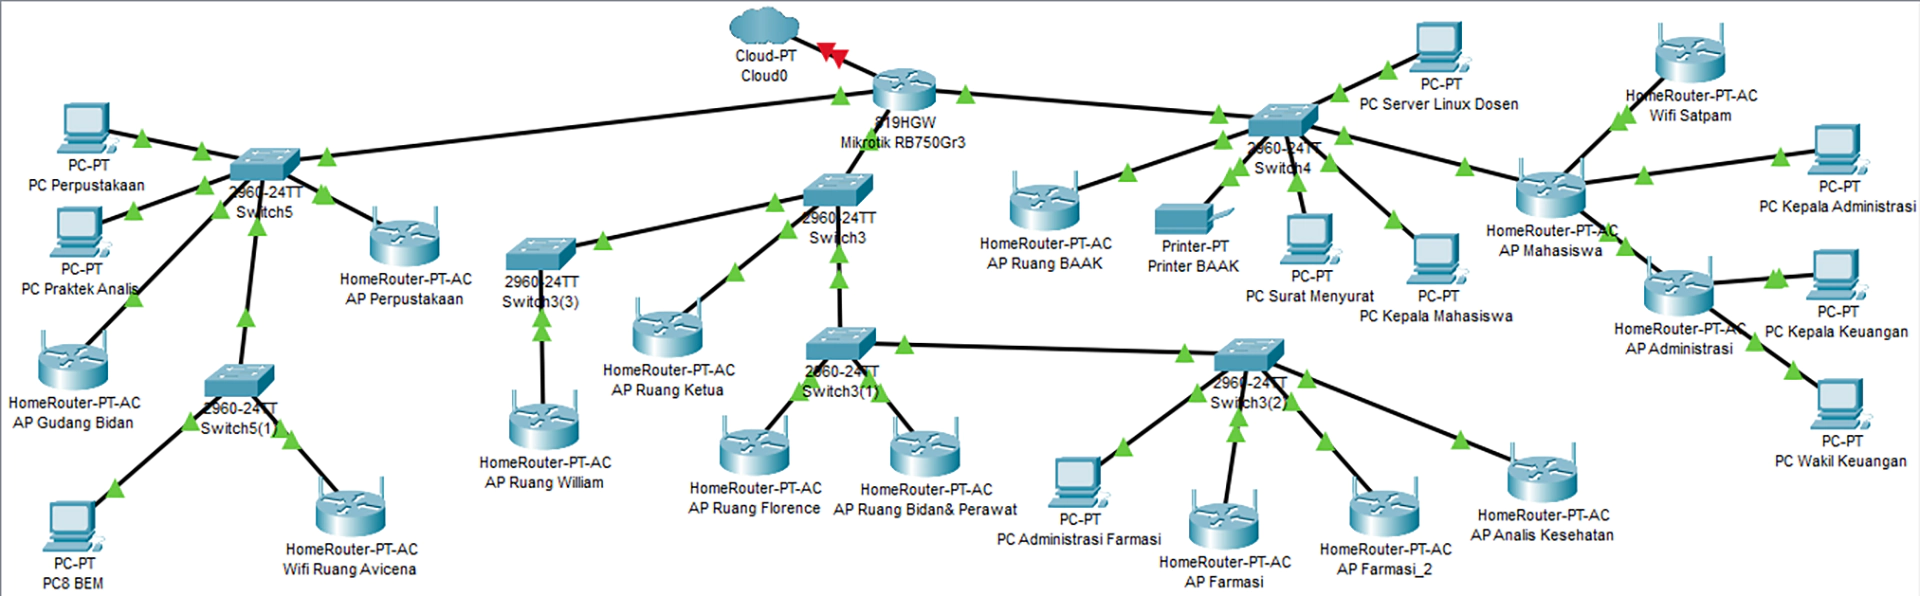 Cloud-PT
Cloud0
819HGW
Mikrotik RB750Gr3
PC-PT
PC Perpustakaan
2960-24TT
Switch5
PC-PT
PC Praktek Analis
HomeRouter-PT-AC
AP Perpustakaan
HomeRouter-PT-AC
AP Gudang Bidan
2960-24TT
Switch5(1)
PC-PT
PC8 BEM
HomeRouter-PT-AC
Wifi Ruang Avicena
2960-24TT
Switch3
2960-24TT
Switch3(3)
HomeRouter-PT-AC
AP Ruang William
HomeRouter-PT-AC
AP Ruang Ketua
2960-24TT
Switch3(1)
HomeRouter-PT-AC
AP Ruang Florence
HomeRouter-PT-AC
AP Ruang Bidan& Perawat
2960-24TT
Switch3(2)
PC-PT
PC Administrasi Farmasi
HomeRouter-PT-AC
AP Farmasi
HomeRouter-PT-AC
AP Farmasi_2
HomeRouter-PT-AC
AP Analis Kesehatan
2960-24TT
Switch4
PC-PT
PC Server Linux Dosen
HomeRouter-PT-AC
AP Ruang BAAK
Printer-PT
Printer BAAK
PC-PT
PC Surat Menyurat
PC-PT
PC Kepala Mahasiswa
HomeRouter-PT-AC
Wifi Satpam
HomeRouter-PT-AC
AP Mahasiswa
PC-PT
PC Kepala Administrasi
HomeRouter-PT-AC
AP Administrasi
PC-PT
PC Kepala Keuangan
PC-PT
PC Wakil Keuangan